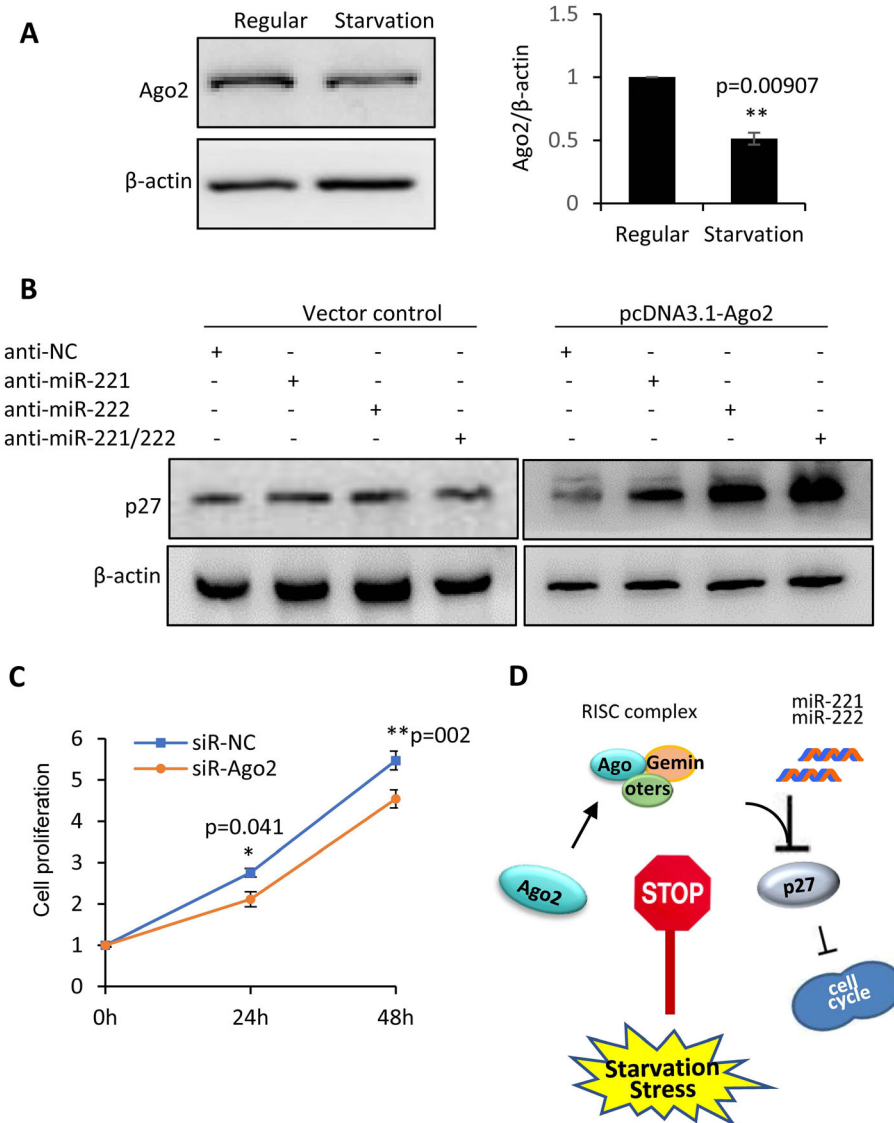 A
Regular Starvation
Ago2
β-actin
Ago2/β-actin
1
0.5
0
p=0.00907
**
Regular Starvation
B
Vector control pcDNA3.1-Ago2
anti-NC + - - - + - - -
anti-miR-221 - + - - - + - -
anti-miR-222 - - + - - - + -
anti-miR-221/222 - - - + - - - +
p27
β-actin
C
Cell proliferation
6
5
4
3
2
1
0
siR-NC
siR-Ago2
p=0.041
*
**p=002
0h 24h 48h
D
RISC complex
miR-221
miR-222
Ago
Gemin
oters
Ago2
STOP
p27
cell
cycle
Starvation
Stress